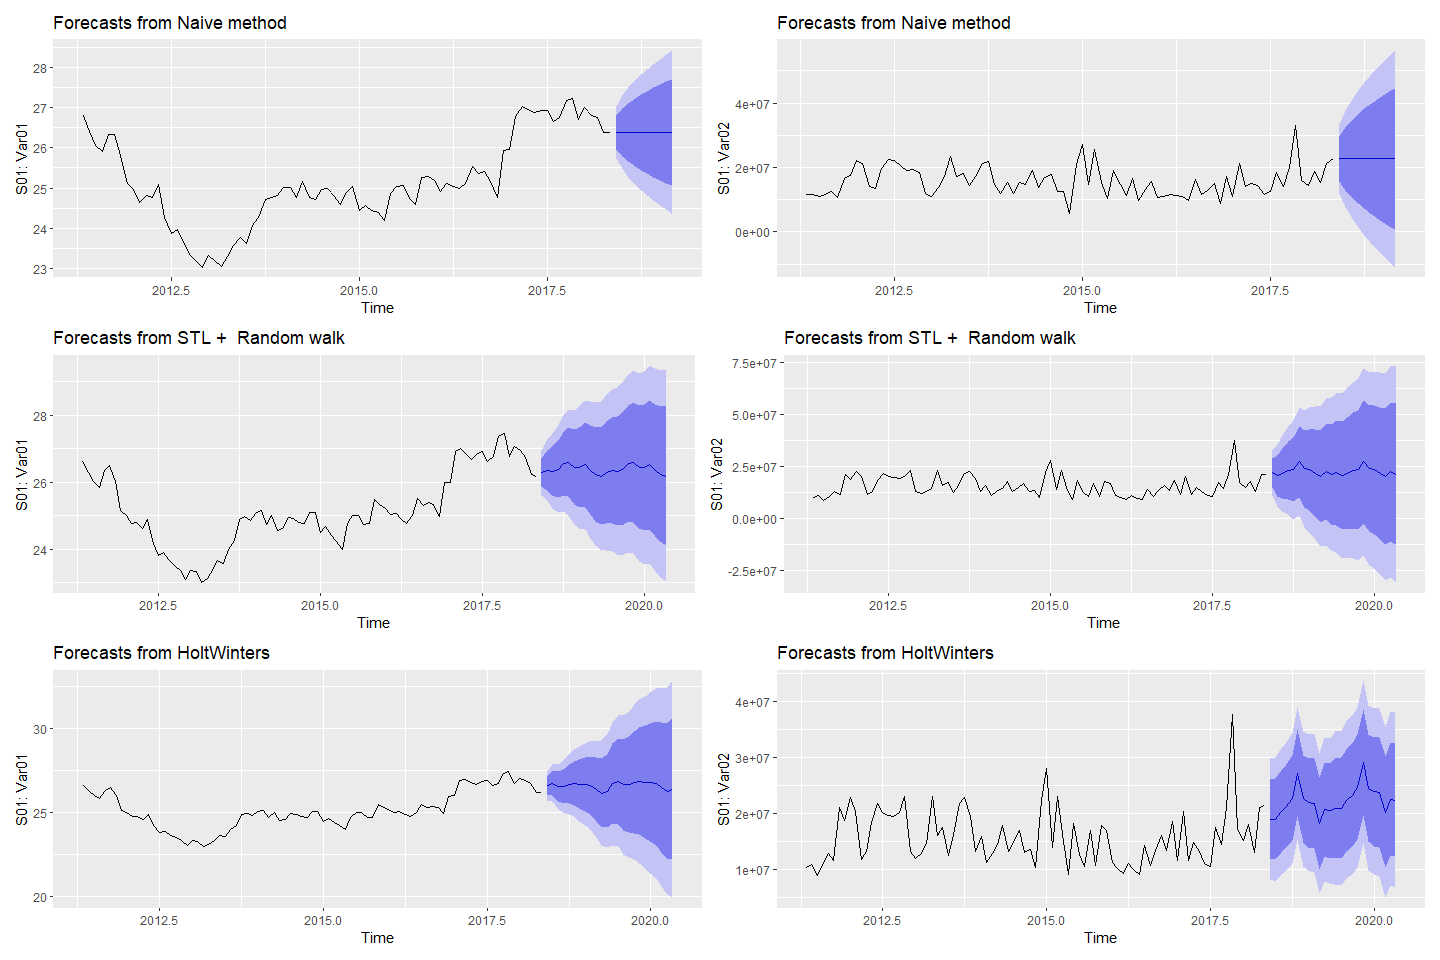 Forecasts from Naive method
28
27
26
25
24
23
S01: Var01
2012.5 2015.0 2017.5
Time
Forecasts from Naive method
4e+07
2e+07
0e+00
S01: Var02
2012.5 2015.0 2017.5
Time
Forecasts from STL +  Random walk
28
26
24
S01: Var01
2012.5 2015.0 2017.5 2020.0
Time
Forecasts from STL +  Random walk
7.5e+07
5.0e+07
2.5e+07
0.0e+00
-2.5e+07
S01: Var02
2012.5 2015.0 2017.5 2020.0
Time
Forecasts from HoltWinters
30
25
20
S01: Var01
2012.5 2015.0 2017.5 2020.0
Time
Forecasts from HoltWinters
4e+07
3e+07
2e+07
1e+07
S01: Var02
2012.5 2015.0 2017.5 2020.0
Time